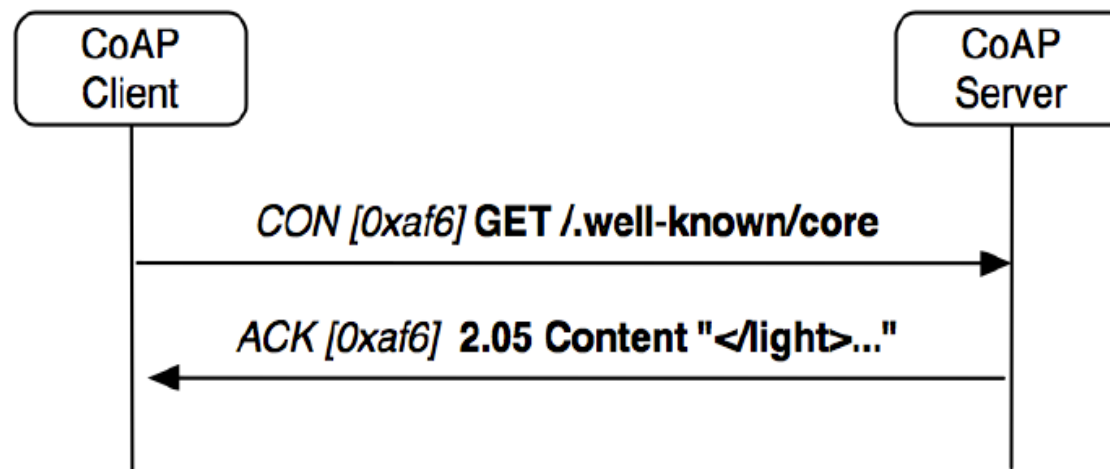 CoAP
Client
CoAP
Server
CON [0xaf6] GET /.well-known/core
ACK [0xaf6] 2.05 Content "</light>..."